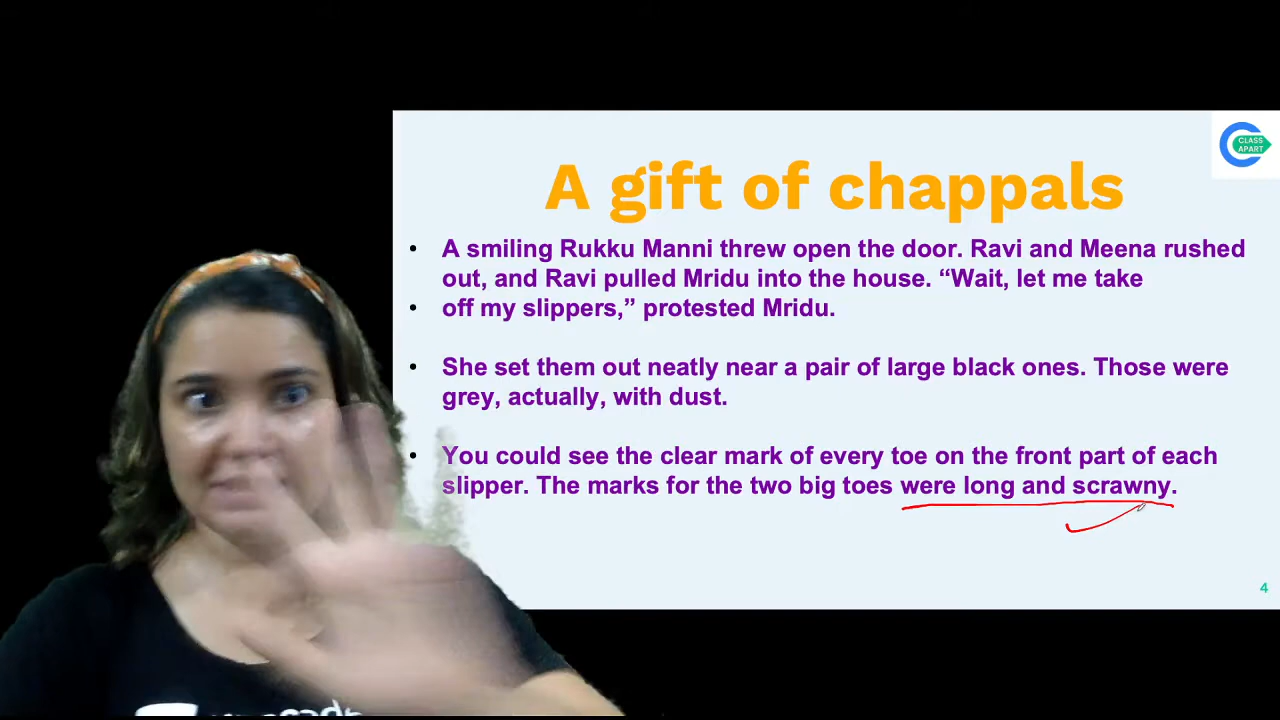 CLASS
APART
A gift of chappals
• A smiling Rukku Manni threw open the door. Ravi and Meena rushed
out, and Ravi pulled Mridu into the house. “Wait, let me take
• off my slippers,” protested Mridu.
• She set them out neatly near a pair of large black ones. Those were
grey, actually, with dust.
• You could see the clear mark of every toe on the front part of each
slipper. The marks for the two big toes were long and scrawny.
4